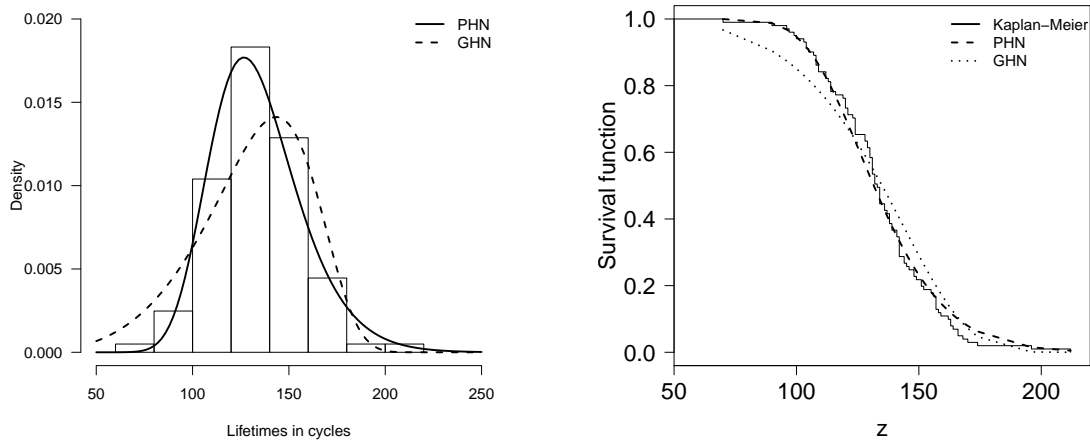 0.020
0.015
0.010
0.005
0.000
Density
PHN
GHN
50
100
150
200
250
Lifetimes in cycles
1.0
0.8
0.6
0.4
0.2
0.0
Survival function
Kaplan−Meier
PHN
GHN
50
100
150
200
z